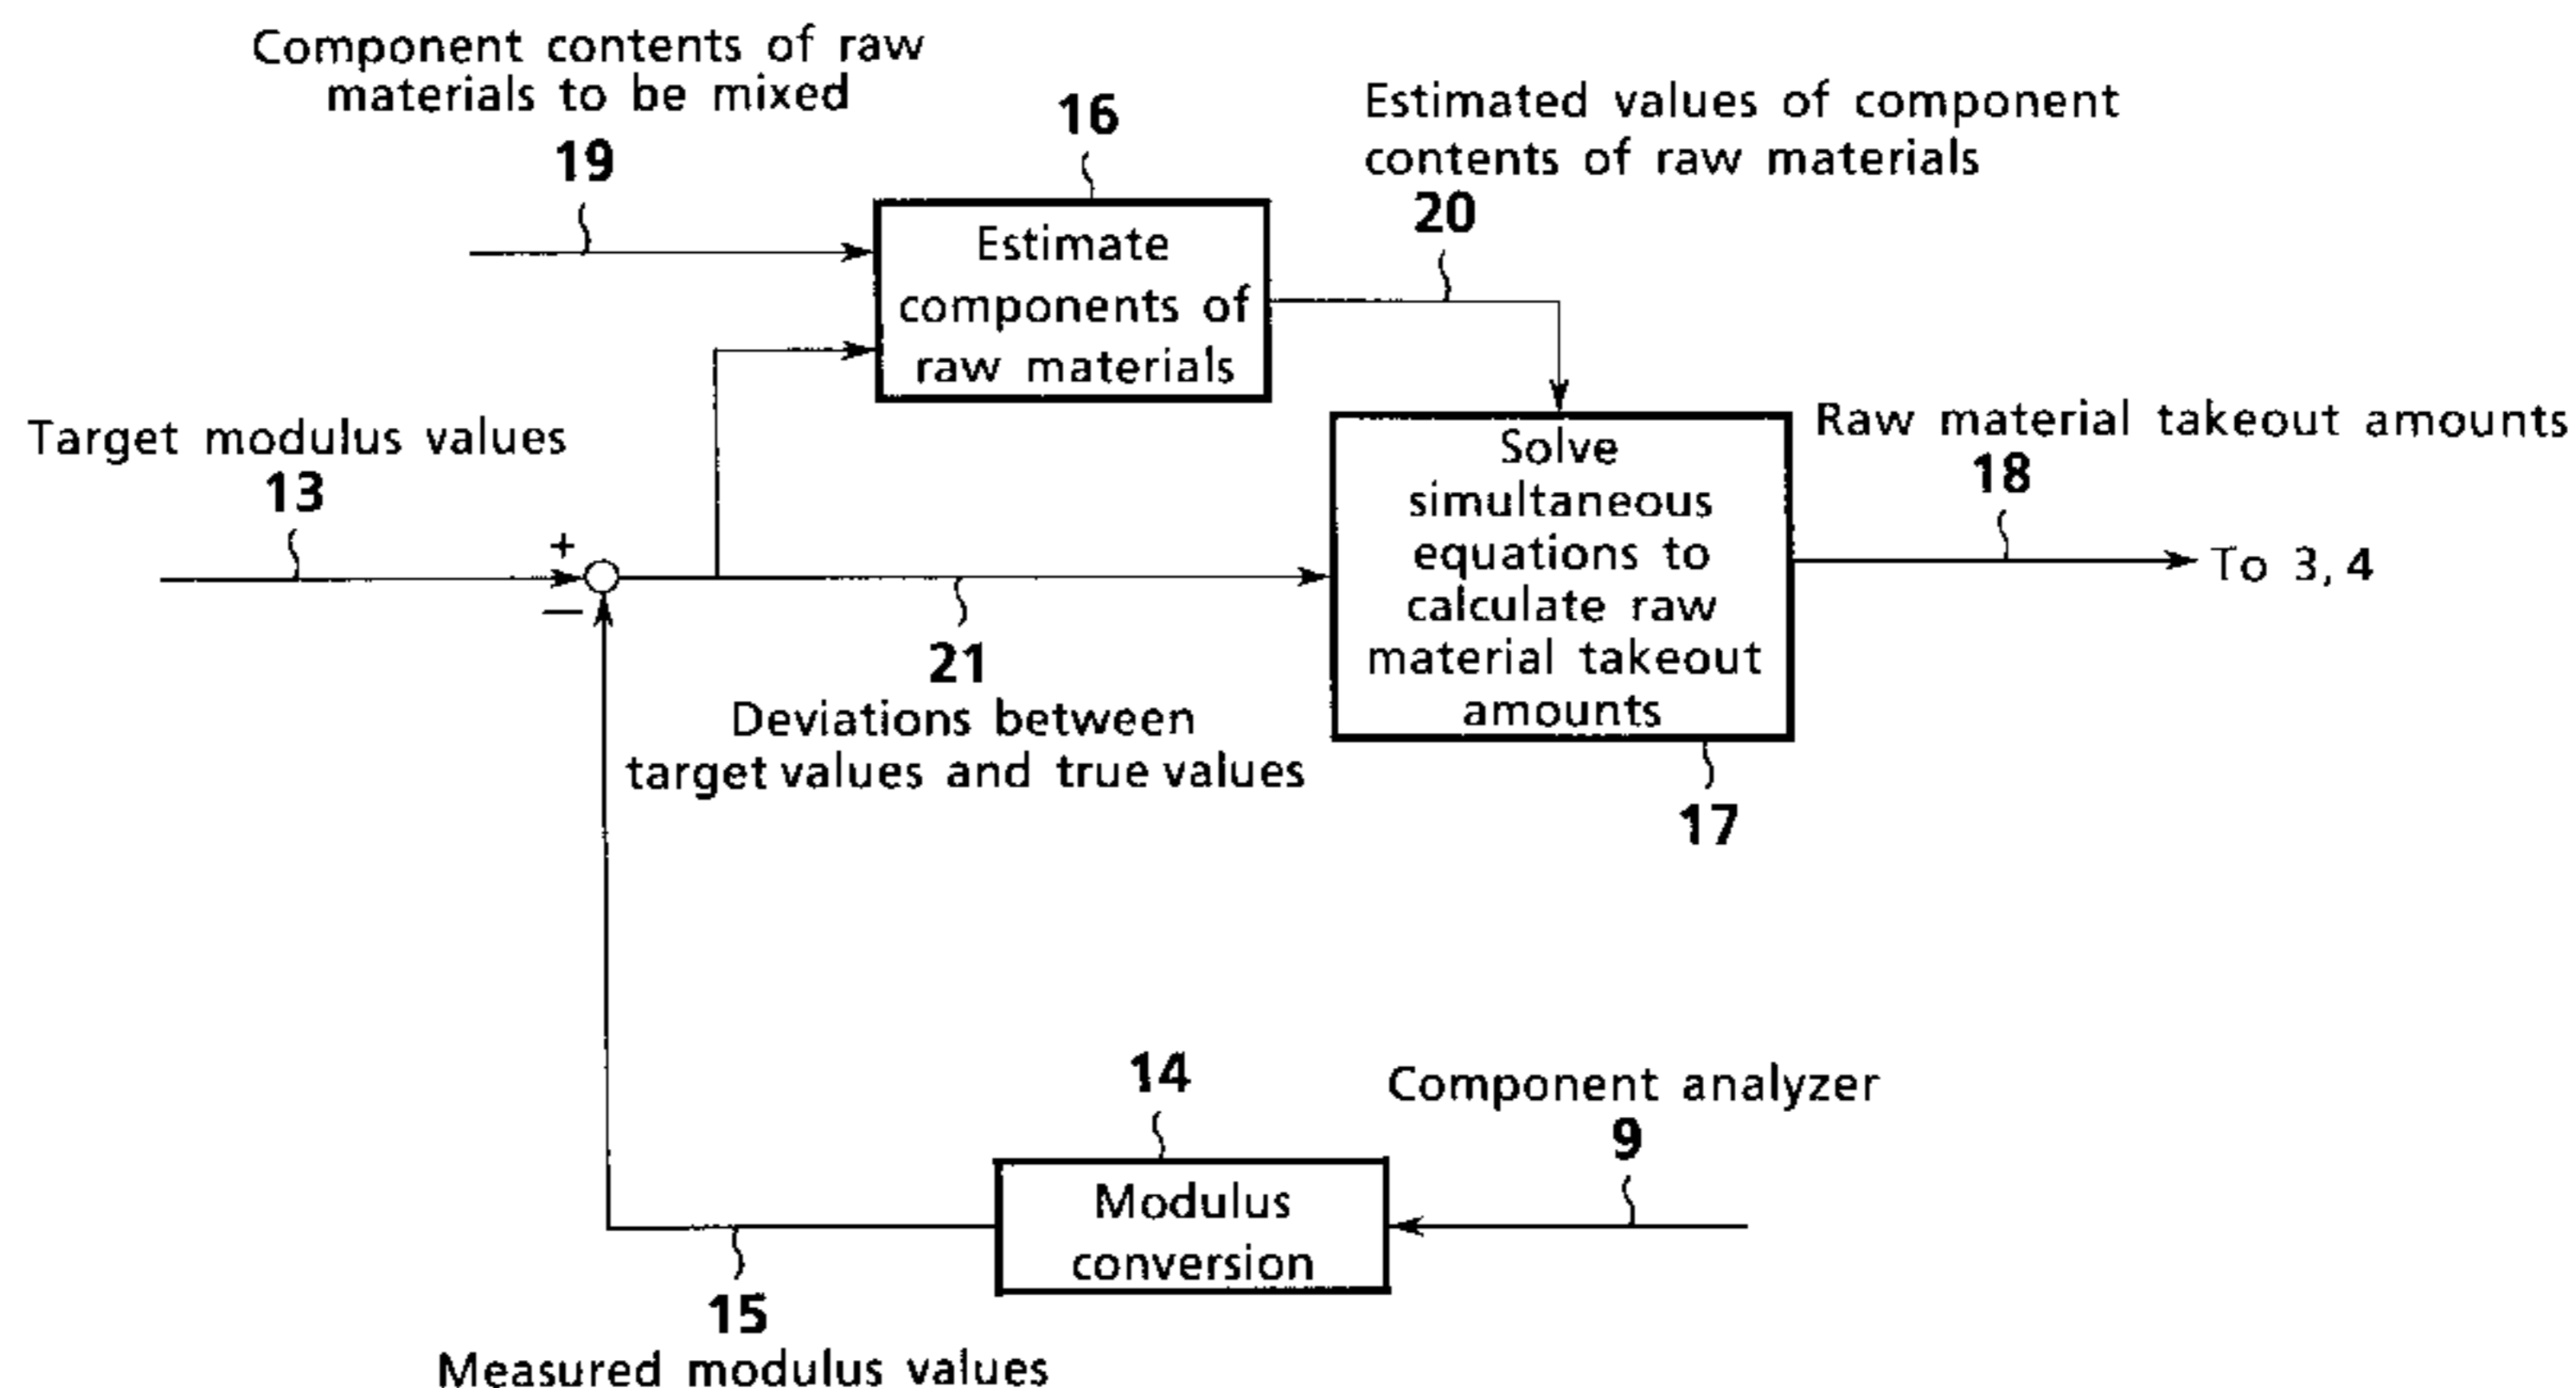 Component contents of raw
materials to be mixed
19
16
Estimated values of component
contents of raw materials
20
Estimate
components of
raw materials
Target modulus values
13
+
−
21
Deviations between
target values and true values
Solve
simultaneous
equations to
calculate raw
material takeout
amounts
17
Raw material takeout amounts
18
To 3, 4
14
Component analyzer
9
Modulus
conversion
15
Measured modulus values